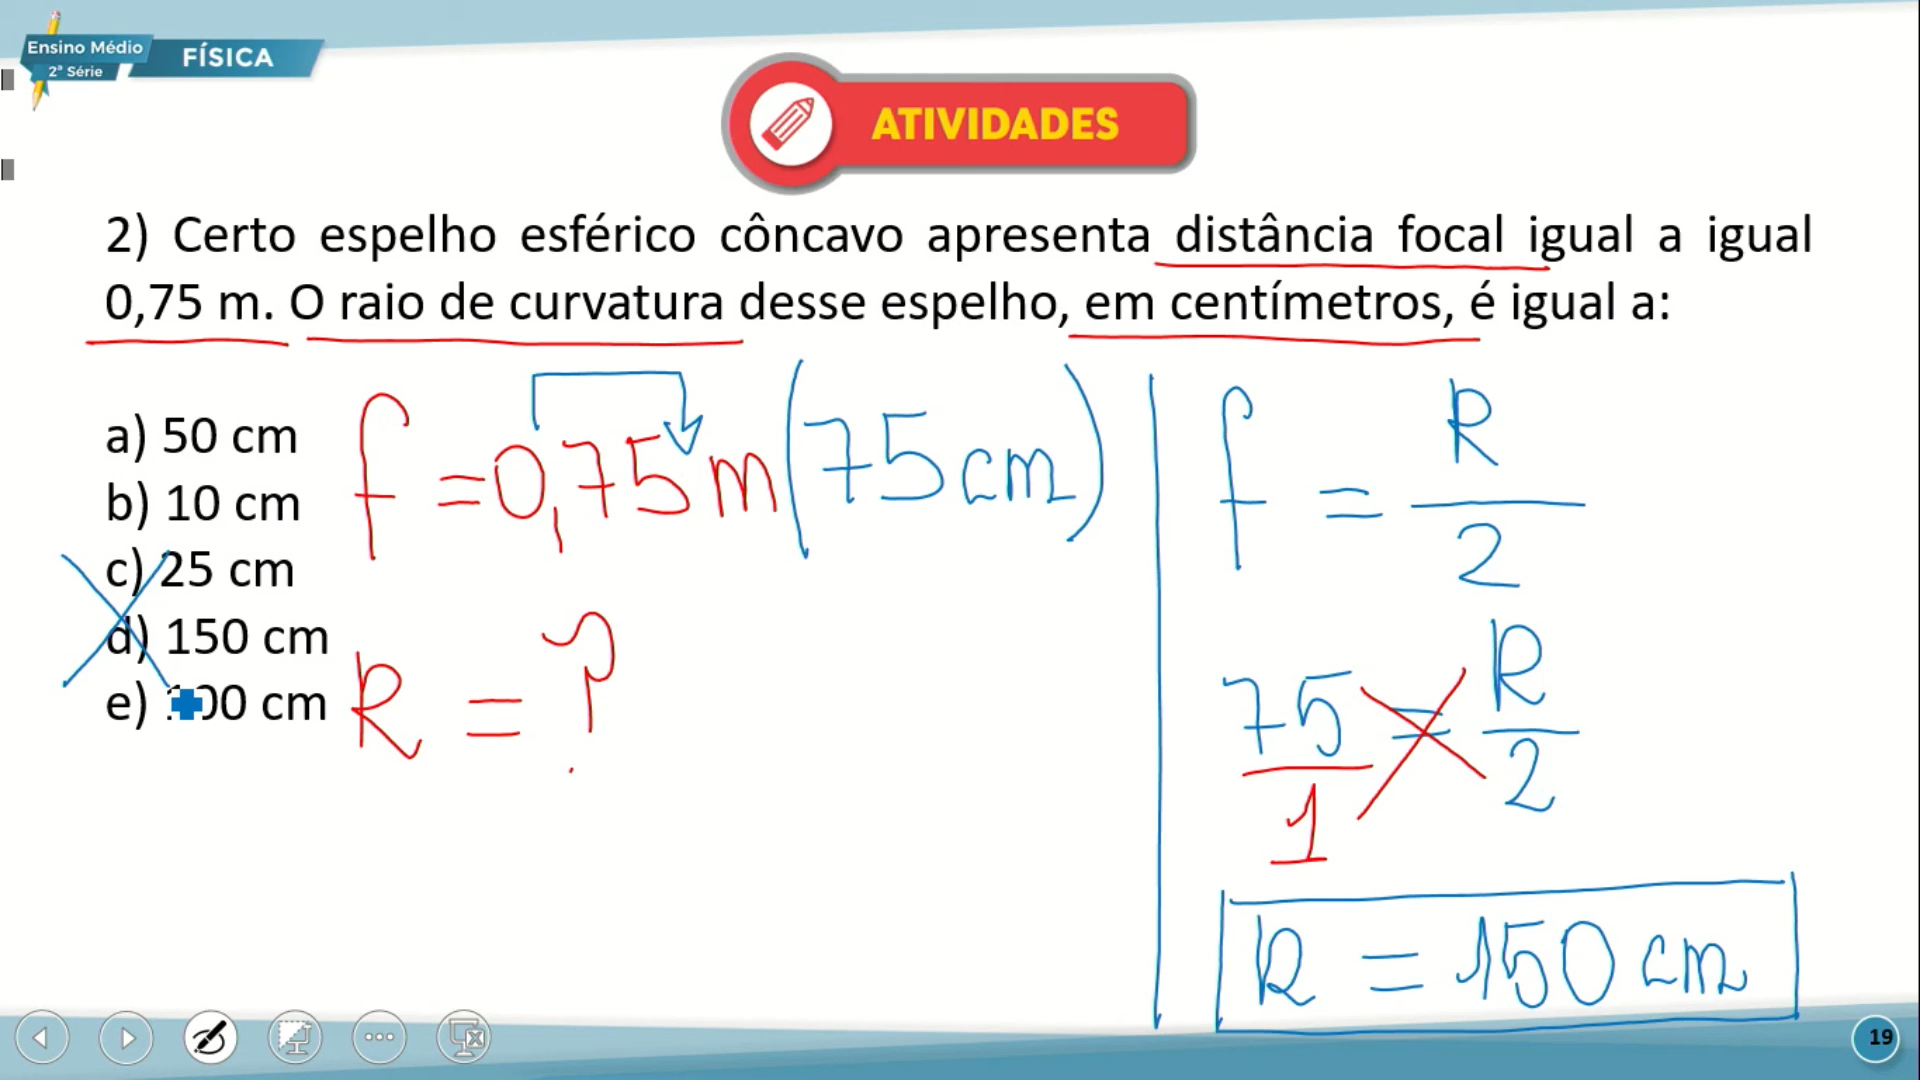 Ensino Médio
2ª Série
FÍSICA
ATIVIDADES
2) Certo espelho esférico côncavo apresenta distância focal igual a igual
0,75 m. O raio de curvatura desse espelho, em centímetros, é igual a:
a) 50 cm
b) 10 cm
c) 25 cm
d) 150 cm
e) 100 cm
f = 0,75 m (75 cm)
R = ?
f = R
2
75 = R
1 2
R = 150 cm
19